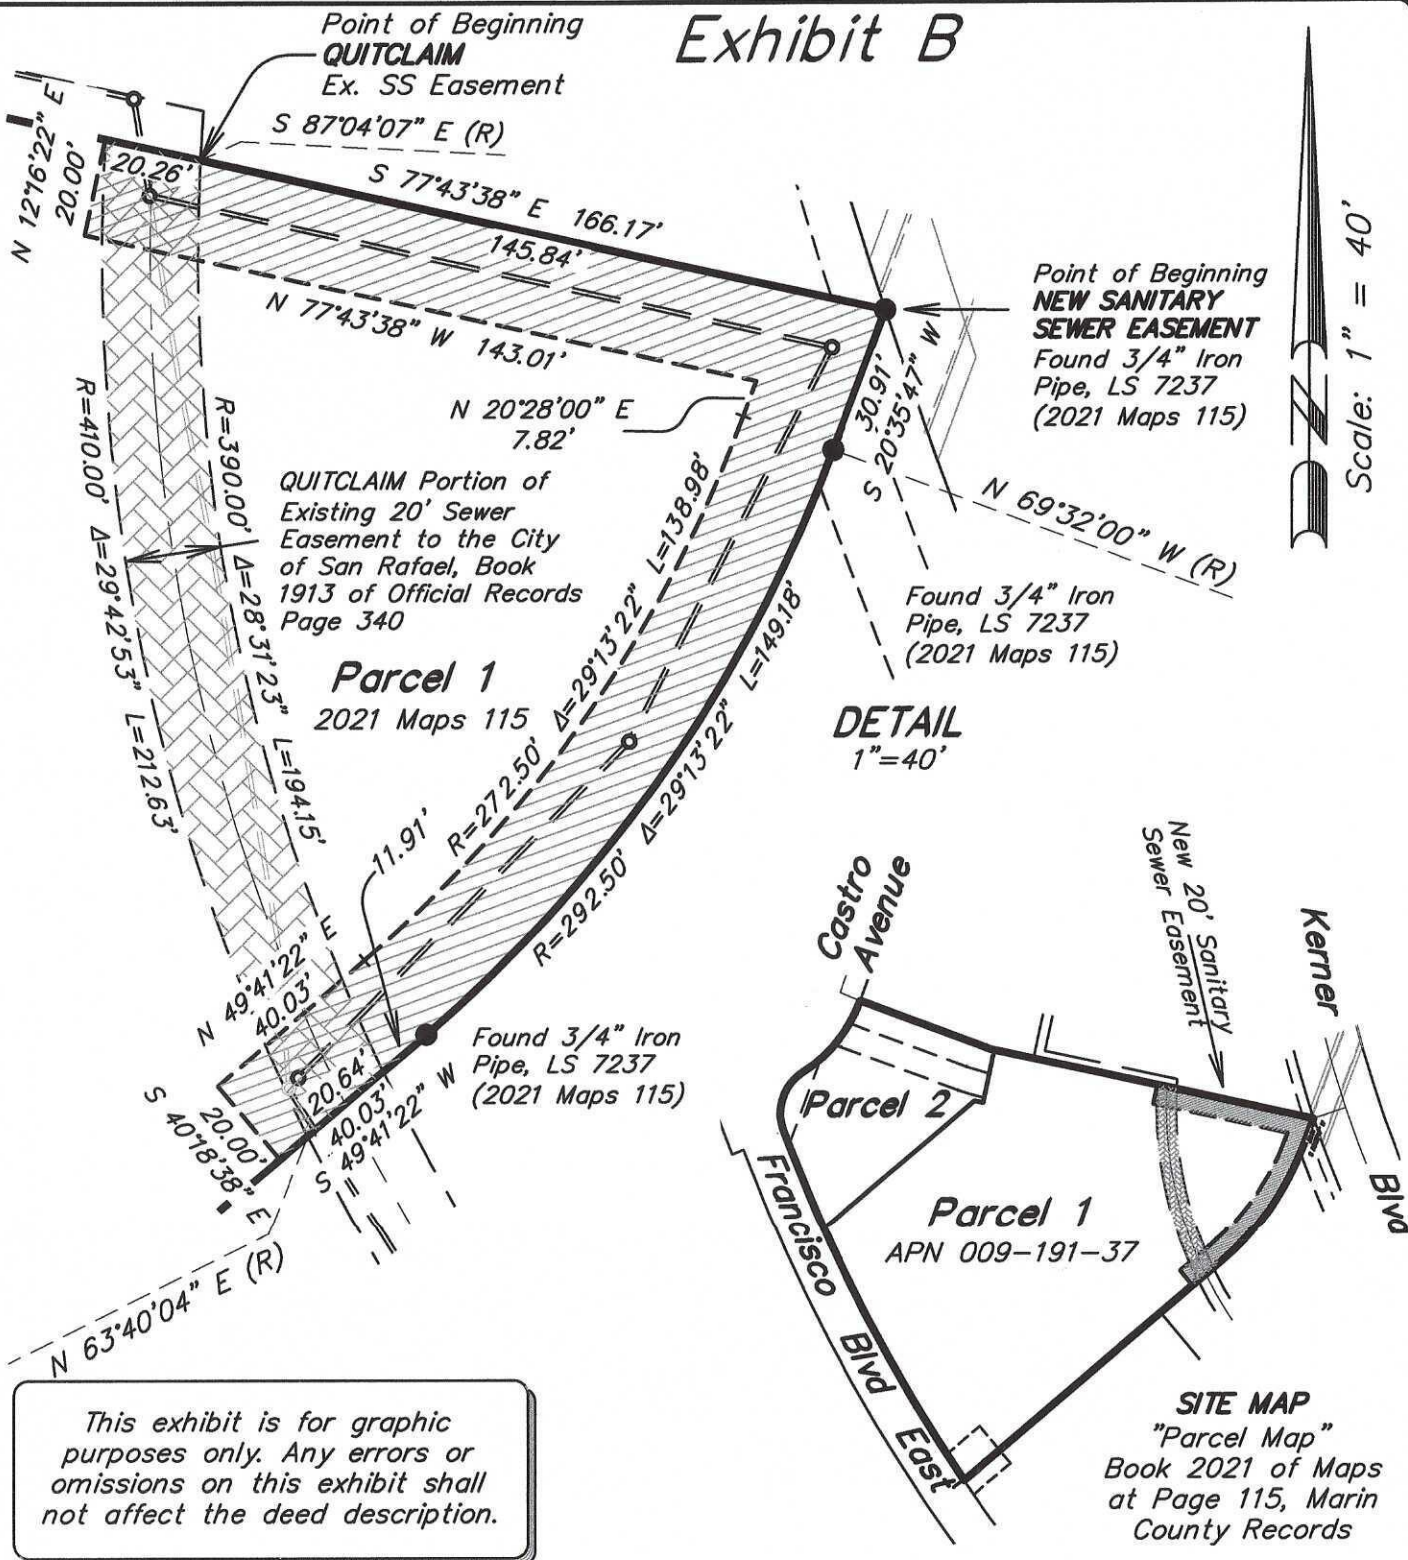 Exhibit B
Point of Beginning
QUITCLAIM
Ex. SS Easement
S 87°04'07" E (R)
N 12°16'22" E
20.00'
20.26'
S 77°43'38" E 166.17'
145.84'
N 77°43'38" W 143.01'
Point of Beginning
NEW SANITARY
SEWER EASEMENT
Found 3/4" Iron
Pipe, LS 7237
(2021 Maps 115)
N
Scale: 1" = 40'
30.91'
S 20°35'47" W
N 20°28'00" E
7.82'
N 69°32'00" W (R)
R=410.00' Δ=29°42'53" L=212.63'
R=390.00' Δ=28°31'23" L=194.15'
QUITCLAIM Portion of
Existing 20' Sewer
Easement to the City
of San Rafael, Book
1913 of Official Records
Page 340
Found 3/4" Iron
Pipe, LS 7237
(2021 Maps 115)
Parcel 1
2021 Maps 115
R=272.50' Δ=29°13'22" L=138.98'
R=292.50' Δ=29°13'22" L=149.18'
DETAIL
1"=40'
11.91'
N 49°41'22" E
40.03'
Found 3/4" Iron
Pipe, LS 7237
(2021 Maps 115)
20.64'
40.03'
S 49°41'22" W
20.00'
S 40°18'38" E
N 63°40'04" E (R)
Castro
Avenue
New 20' Sanitary
Sewer Easement
Kerner
Blvd
Parcel 2
Francisco Blvd East
Parcel 1
APN 009-191-37
SITE MAP
"Parcel Map"
Book 2021 of Maps
at Page 115, Marin
County Records
This exhibit is for graphic
purposes only. Any errors or
omissions on this exhibit shall
not affect the deed description.